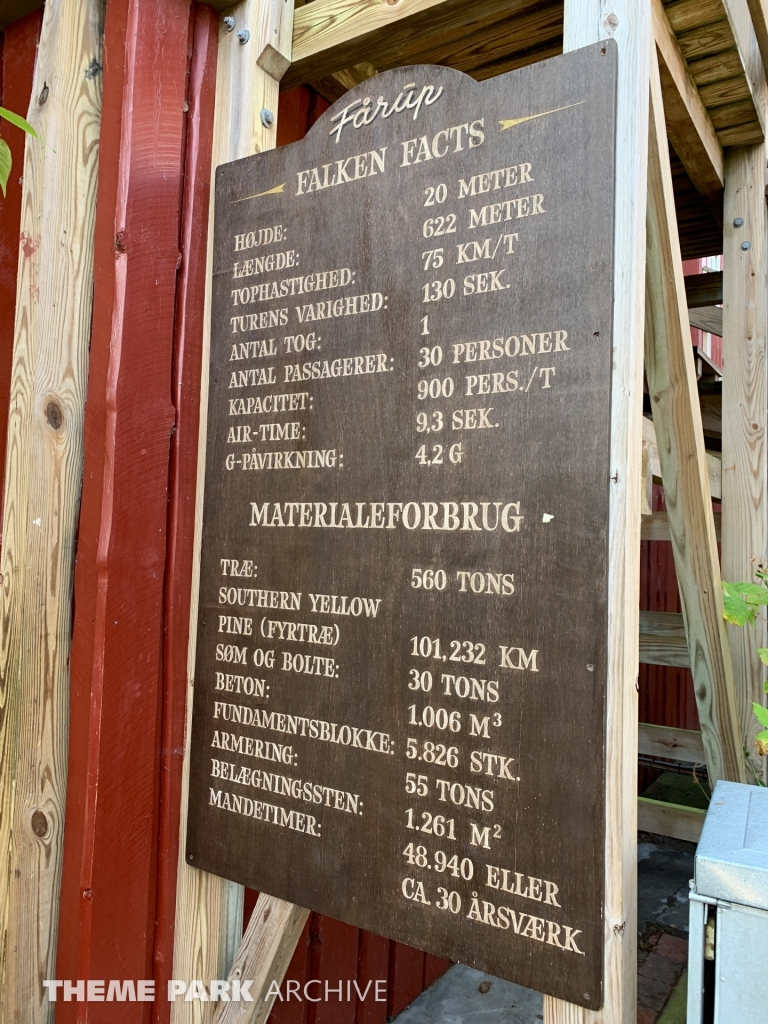 Fårup
FALKEN FACTS
HØJDE: 20 METER
LÆNGDE: 622 METER
TOPHASTIGHED: 75 KM/T
TURENS VARIGHED: 130 SEK.
ANTAL TOG: 1
ANTAL PASSAGERER: 30 PERSONER
KAPACITET: 900 PERS./T
AIR-TIME: 9,3 SEK.
G-PÅVIRKNING: 4,2 G
MATERIALEFORBRUG
TRÆ: 560 TONS
SOUTHERN YELLOW
PINE (FYRTRÆ) 101,232 KM
SØM OG BOLTE: 30 TONS
BETON: 1.006 M³
FUNDAMENTSBLOKKE: 5.826 STK.
ARMERING: 55 TONS
BELÆGNINGSSTEN: 1.261 M²
MANDETIMER: 48.940 ELLER
CA. 30 ÅRSVÆRK
THEME PARK ARCHIVE